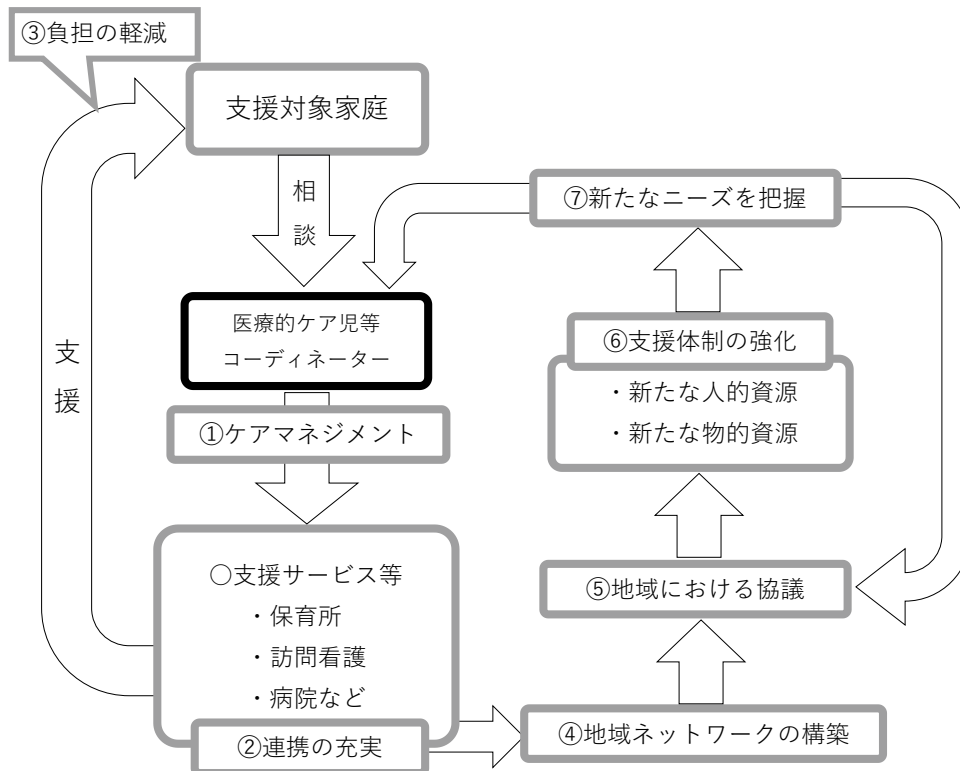 ③負担の軽減
支援対象家庭
相談
医療的ケア児等
コーディネーター
①ケアマネジメント
支援
○支援サービス等
・保育所
・訪問看護
・病院など
②連携の充実
④地域ネットワークの構築
⑤地域における協議
⑥支援体制の強化
・新たな人的資源
・新たな物的資源
⑦新たなニーズを把握